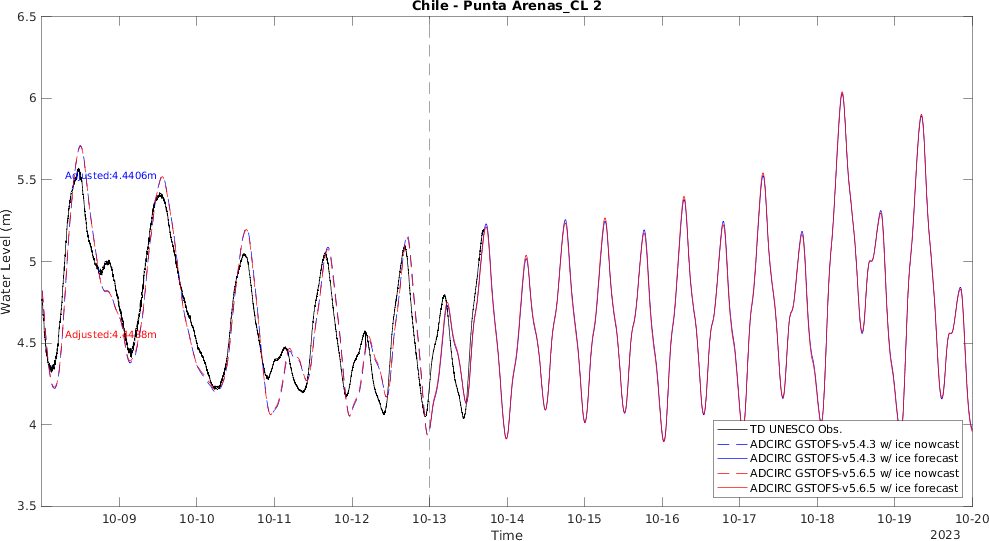 Chile - Punta Arenas_CL 2
6.5
6
5.5
5
4.5
4
3.5
Water Level (m)
Adjusted:4.4406m
TD UNESCO Obs.
ADCIRC GSTOFS-v5.4.3 w/ ice nowcast
ADCIRC GSTOFS-v5.4.3 w/ ice forecast
ADCIRC GSTOFS-v5.6.5 w/ ice nowcast
ADCIRC GSTOFS-v5.6.5 w/ ice forecast
10-09 10-10 10-11 10-12 10-13 10-14 10-15 10-16 10-17 10-18 10-19 10-20
Time
2023